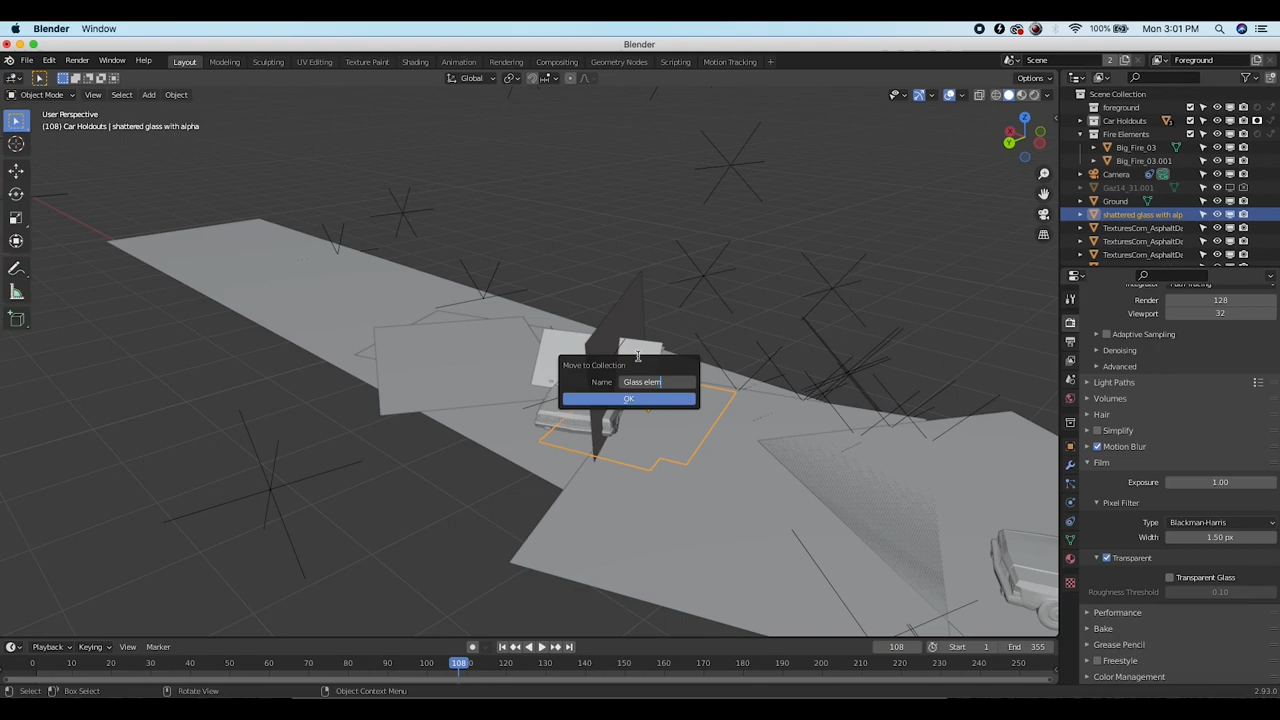 Blender Window 100% Mon 3:01 PM
Blender
File Edit Render Window Help Layout Modeling Sculpting UV Editing Texture Paint Shading Animation Rendering Compositing Geometry Nodes Scripting Motion Tracking + Scene 2 Foreground
Global Options
Object Mode View Select Add Object
User Perspective
(108) Car Holdouts | shattered glass with alpha
Z
Y
Scene Collection
foreground
Car Holdouts
Fire Elements
Big_Fire_03
Big_Fire_03.001
Camera
Gaz14_31.001
Ground
shattered glass with alp
TexturesCom_AsphaltDa
TexturesCom_AsphaltDa
TexturesCom_AsphaltDa
Move to Collection
Name Glass elem
OK
Render 128
Viewport 32
Adaptive Sampling
Denoising
Advanced
Light Paths
Volumes
Hair
Simplify
Motion Blur
Film
Exposure 1.00
Pixel Filter
Type Blackman-Harris
Width 1.50 px
Transparent
Transparent Glass
Roughness Threshold 0.10
Performance
Bake
Grease Pencil
Freestyle
Color Management
Playback Keying View Marker 108 Start 1 End 355
0 10 20 30 40 50 60 70 80 90 100 108 120 130 140 150 160 170 180 190 200 210 220 230 240 250
Select Box Select Rotate View Object Context Menu 2.93.0